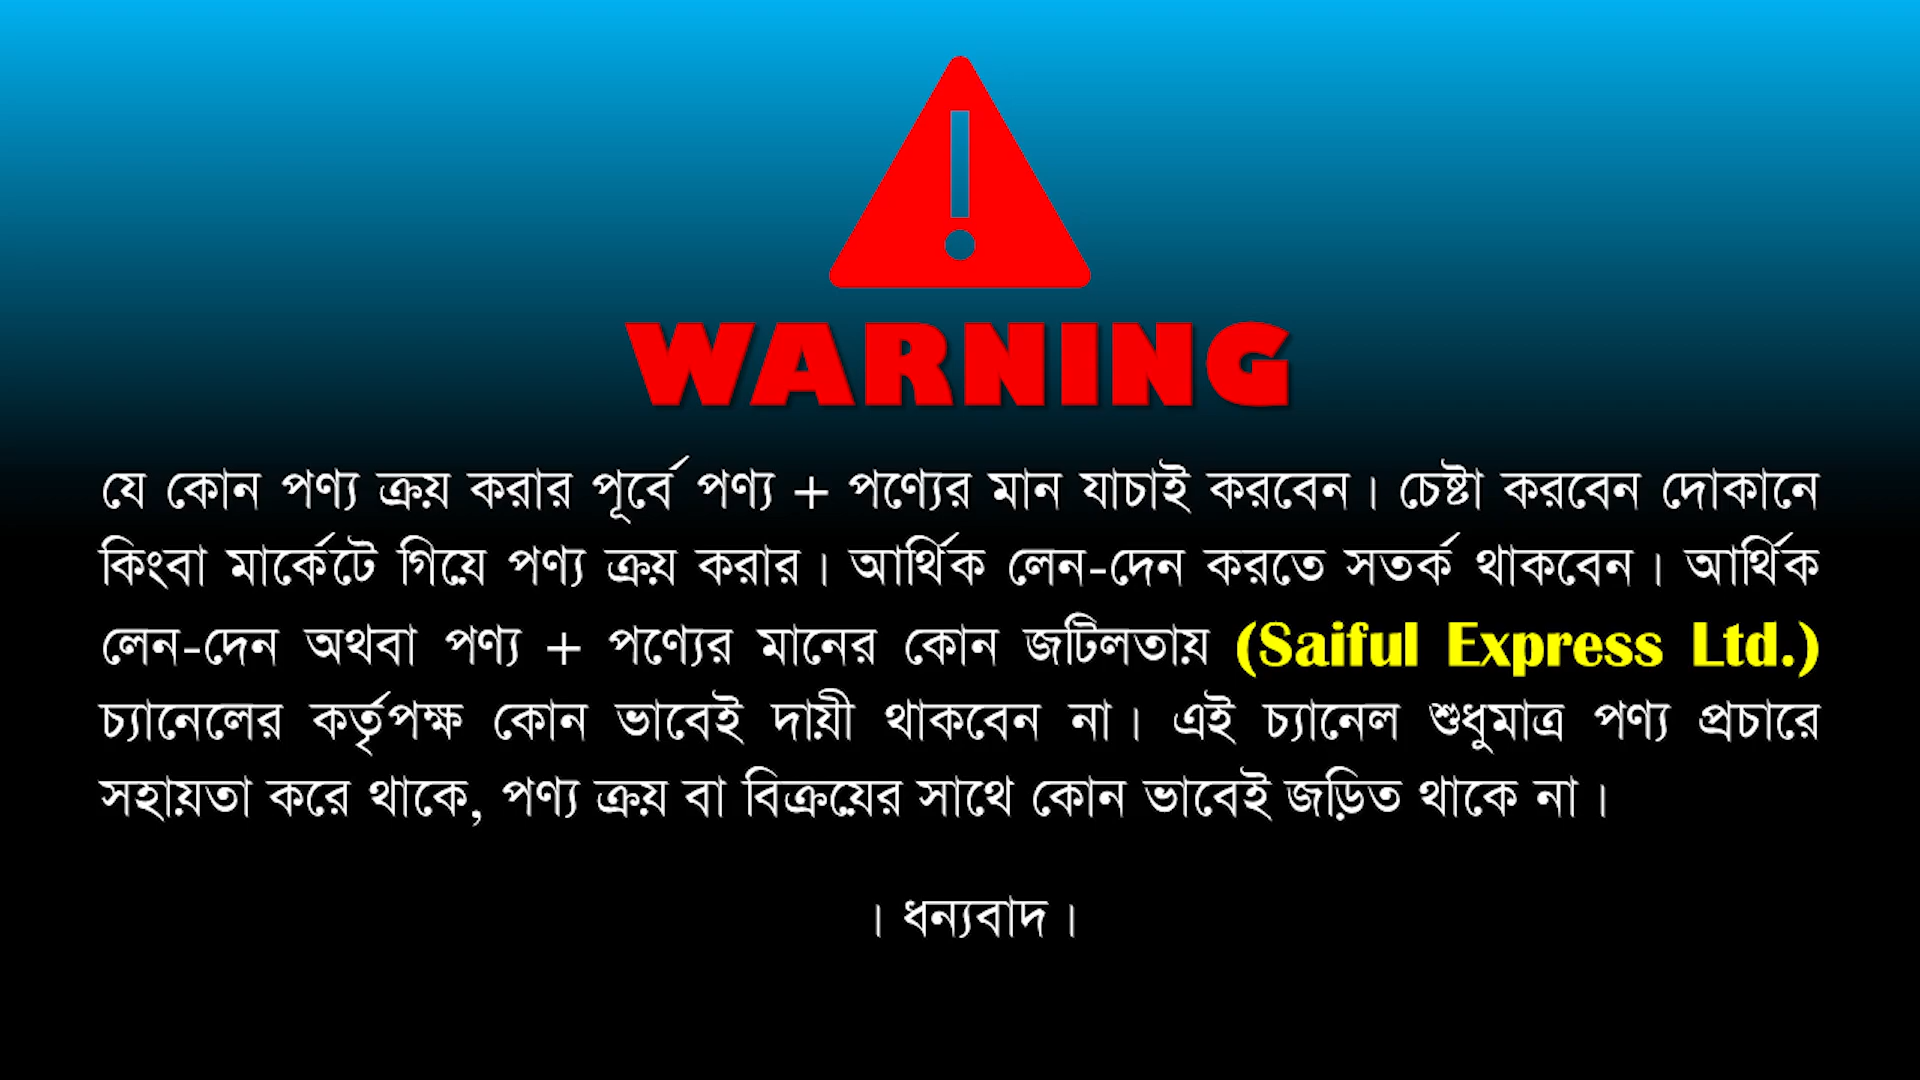 WARNING
যে কোন পণ্য ক্রয় করার পূর্বে পণ্য + পণ্যের মান যাচাই করবেন। চেষ্টা করবেন দোকানে
কিংবা মার্কেটে গিয়ে পণ্য ক্রয় করার। আর্থিক লেন-দেন করতে সতর্ক থাকবেন। আর্থিক
লেন-দেন অথবা পণ্য + পণ্যের মানের কোন জটিলতায় (Saiful Express Ltd.)
চ্যানেলের কর্তৃপক্ষ কোন ভাবেই দায়ী থাকবেন না। এই চ্যানেল শুধুমাত্র পণ্য প্রচারে
সহায়তা করে থাকে, পণ্য ক্রয় বা বিক্রয়ের সাথে কোন ভাবেই জড়িত থাকে না।
। ধন্যবাদ।